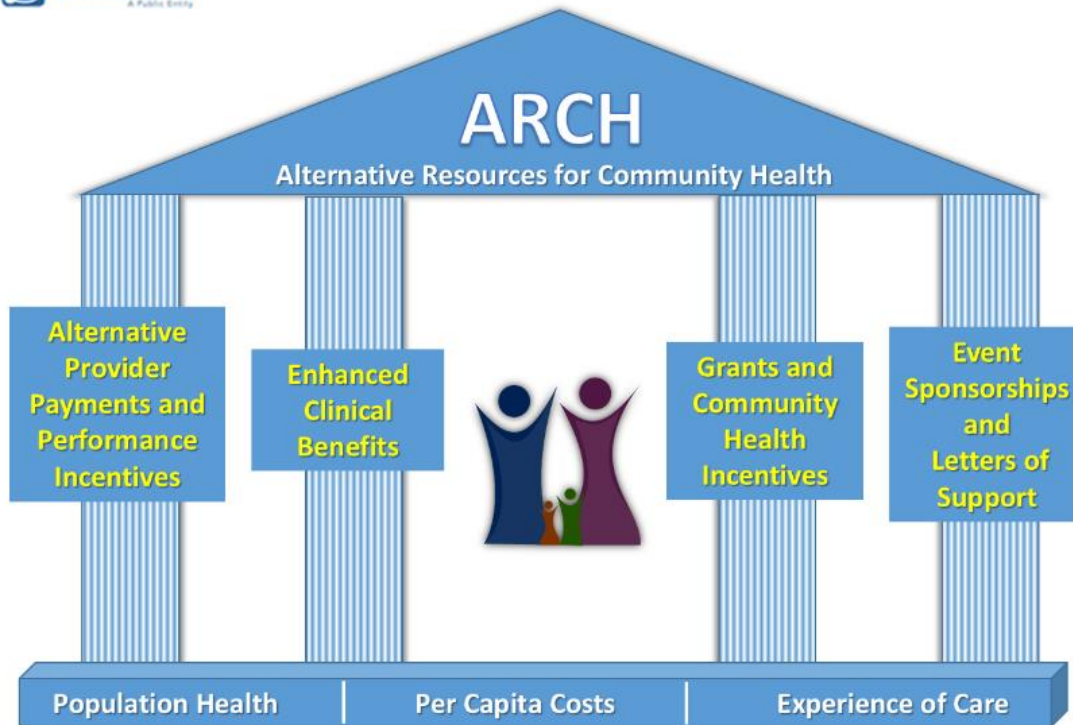 A Public Entity
ARCH
Alternative Resources for Community Health
Alternative
Provider
Payments and
Performance
Incentives
Enhanced
Clinical
Benefits
Grants and
Community
Health
Incentives
Event
Sponsorships
and
Letters of
Support
Population Health
Per Capita Costs
Experience of Care